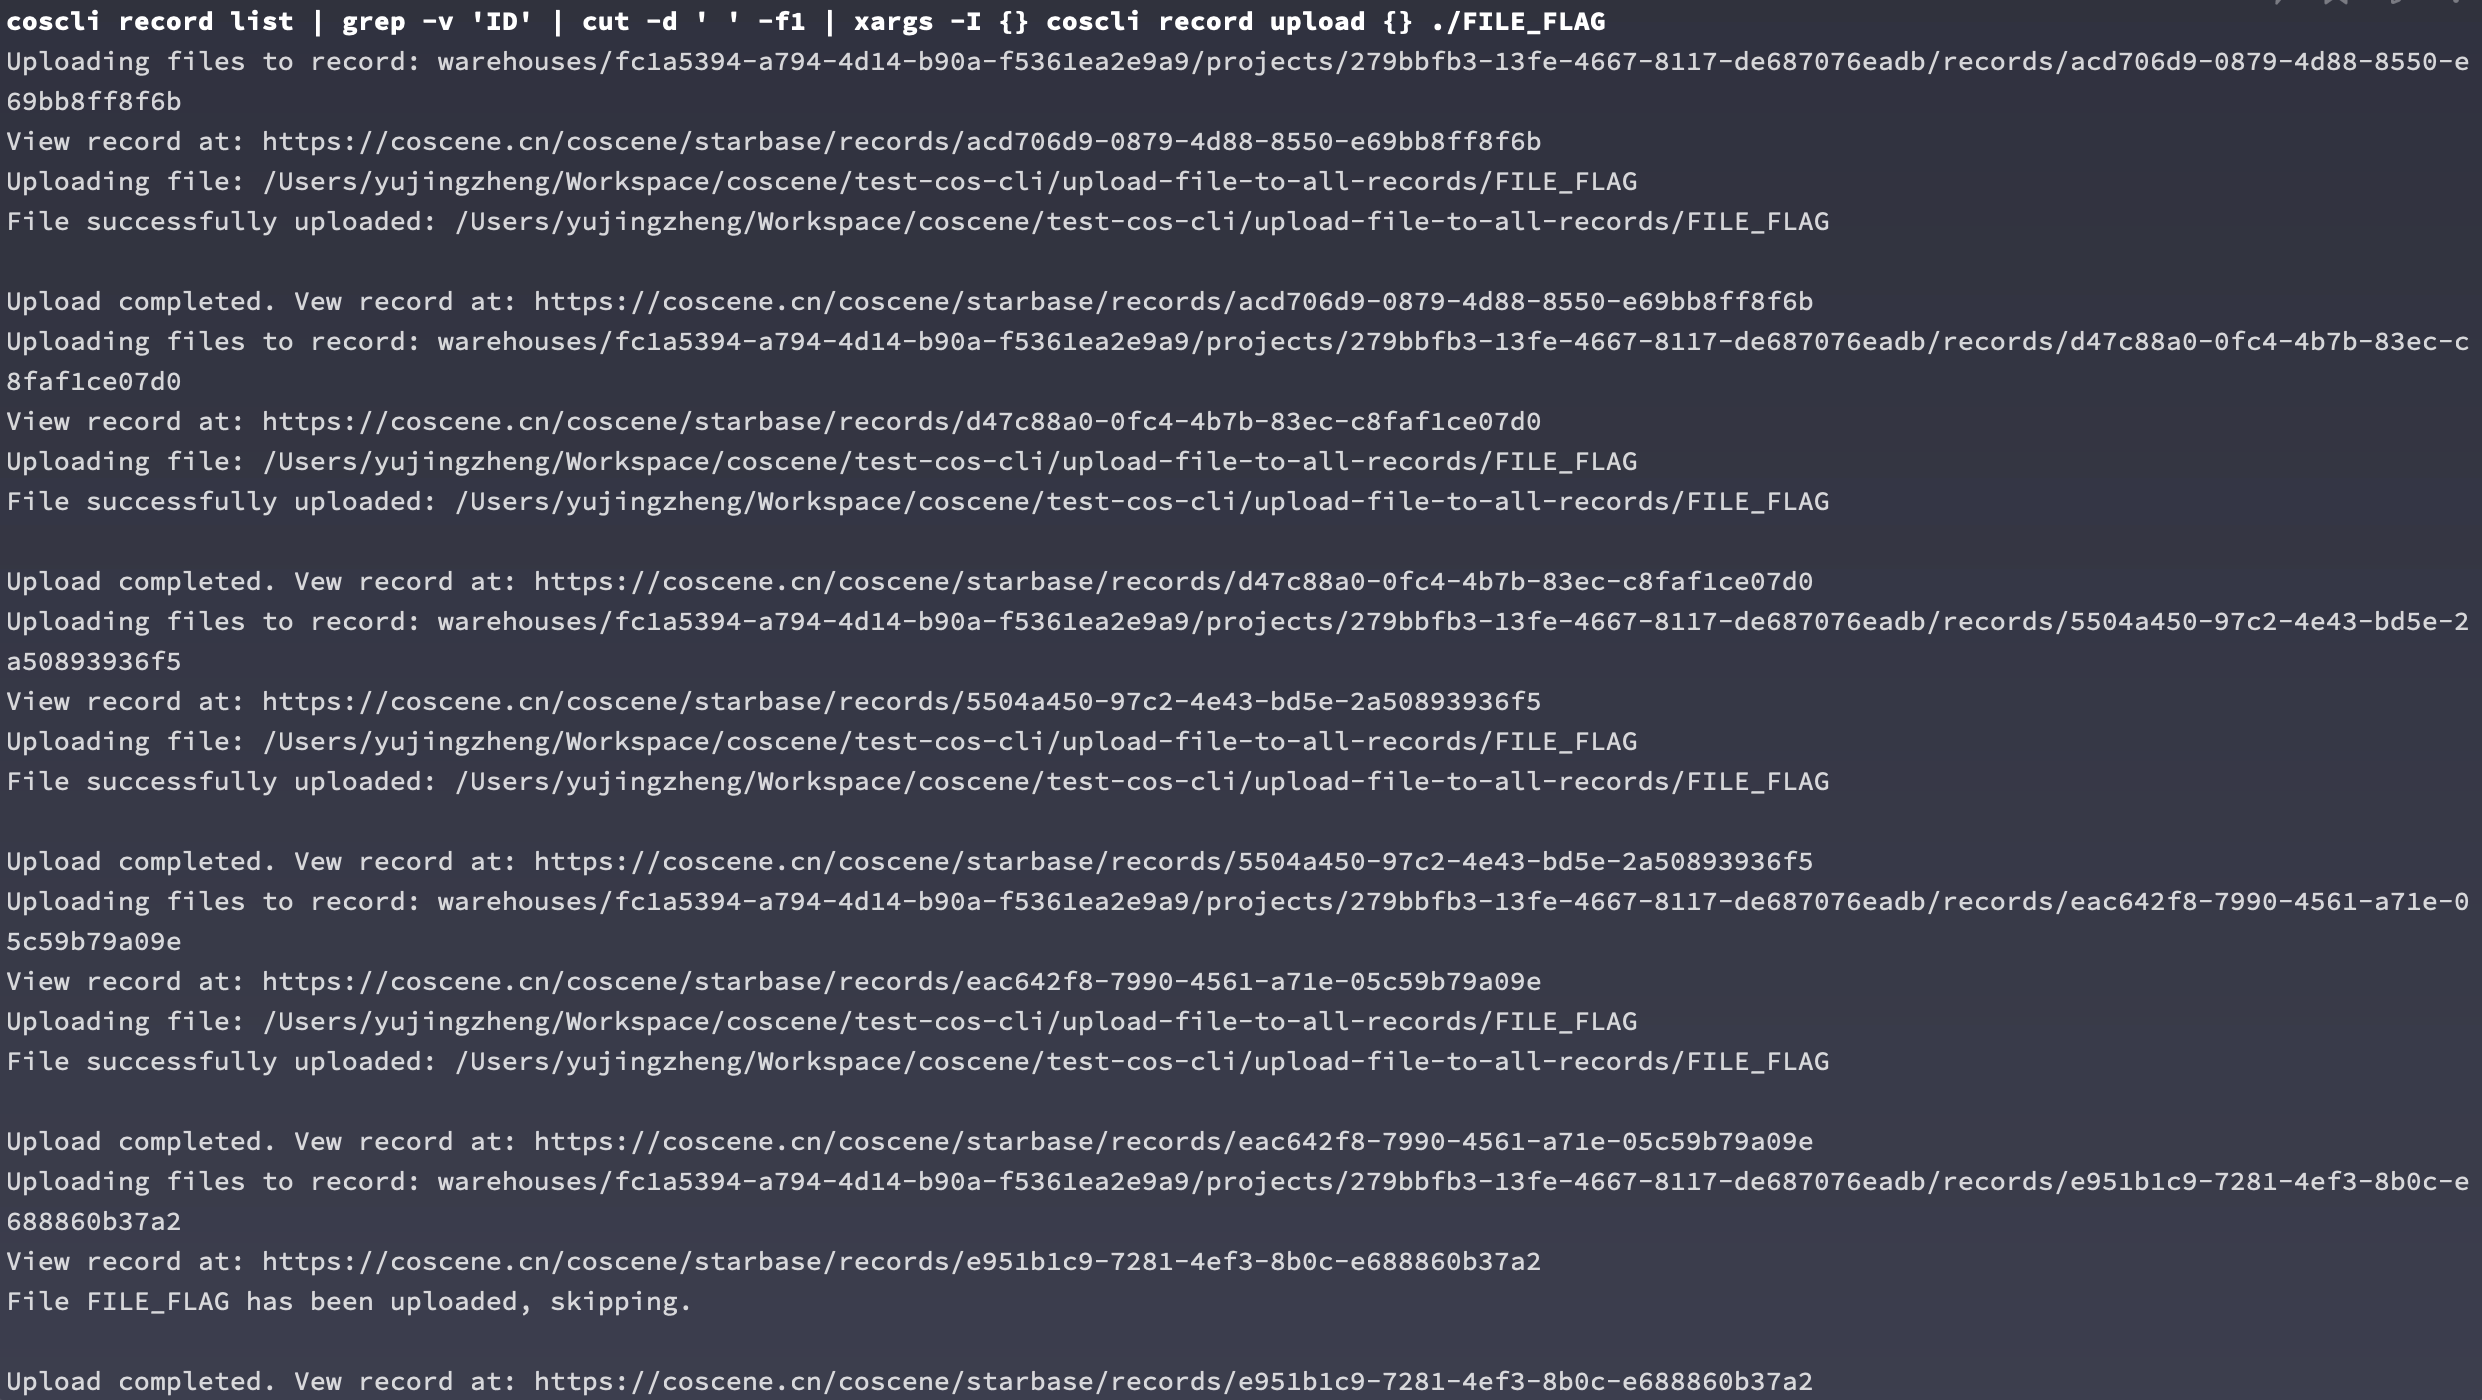 coscli record list | grep -v 'ID' | cut -d ' ' -f1 | xargs -I {} coscli record upload {} ./FILE_FLAG
Uploading files to record: warehouses/fc1a5394-a794-4d14-b90a-f5361ea2e9a9/projects/279bbfb3-13fe-4667-8117-de687076eadb/records/acd706d9-0879-4d88-8550-e
69bb8ff8f6b
View record at: https://coscene.cn/coscene/starbase/records/acd706d9-0879-4d88-8550-e69bb8ff8f6b
Uploading file: /Users/yujingzheng/Workspace/coscene/test-cos-cli/upload-file-to-all-records/FILE_FLAG
File successfully uploaded: /Users/yujingzheng/Workspace/coscene/test-cos-cli/upload-file-to-all-records/FILE_FLAG
Upload completed. Vew record at: https://coscene.cn/coscene/starbase/records/acd706d9-0879-4d88-8550-e69bb8ff8f6b
Uploading files to record: warehouses/fc1a5394-a794-4d14-b90a-f5361ea2e9a9/projects/279bbfb3-13fe-4667-8117-de687076eadb/records/d47c88a0-0fc4-4b7b-83ec-c
8faf1ce07d0
View record at: https://coscene.cn/coscene/starbase/records/d47c88a0-0fc4-4b7b-83ec-c8faf1ce07d0
Uploading file: /Users/yujingzheng/Workspace/coscene/test-cos-cli/upload-file-to-all-records/FILE_FLAG
File successfully uploaded: /Users/yujingzheng/Workspace/coscene/test-cos-cli/upload-file-to-all-records/FILE_FLAG
Upload completed. Vew record at: https://coscene.cn/coscene/starbase/records/d47c88a0-0fc4-4b7b-83ec-c8faf1ce07d0
Uploading files to record: warehouses/fc1a5394-a794-4d14-b90a-f5361ea2e9a9/projects/279bbfb3-13fe-4667-8117-de687076eadb/records/5504a450-97c2-4e43-bd5e-2
a50893936f5
View record at: https://coscene.cn/coscene/starbase/records/5504a450-97c2-4e43-bd5e-2a50893936f5
Uploading file: /Users/yujingzheng/Workspace/coscene/test-cos-cli/upload-file-to-all-records/FILE_FLAG
File successfully uploaded: /Users/yujingzheng/Workspace/coscene/test-cos-cli/upload-file-to-all-records/FILE_FLAG
Upload completed. Vew record at: https://coscene.cn/coscene/starbase/records/5504a450-97c2-4e43-bd5e-2a50893936f5
Uploading files to record: warehouses/fc1a5394-a794-4d14-b90a-f5361ea2e9a9/projects/279bbfb3-13fe-4667-8117-de687076eadb/records/eac642f8-7990-4561-a71e-0
5c59b79a09e
View record at: https://coscene.cn/coscene/starbase/records/eac642f8-7990-4561-a71e-05c59b79a09e
Uploading file: /Users/yujingzheng/Workspace/coscene/test-cos-cli/upload-file-to-all-records/FILE_FLAG
File successfully uploaded: /Users/yujingzheng/Workspace/coscene/test-cos-cli/upload-file-to-all-records/FILE_FLAG
Upload completed. Vew record at: https://coscene.cn/coscene/starbase/records/eac642f8-7990-4561-a71e-05c59b79a09e
Uploading files to record: warehouses/fc1a5394-a794-4d14-b90a-f5361ea2e9a9/projects/279bbfb3-13fe-4667-8117-de687076eadb/records/e951b1c9-7281-4ef3-8b0c-e
688860b37a2
View record at: https://coscene.cn/coscene/starbase/records/e951b1c9-7281-4ef3-8b0c-e688860b37a2
File FILE_FLAG has been uploaded, skipping.
Upload completed. Vew record at: https://coscene.cn/coscene/starbase/records/e951b1c9-7281-4ef3-8b0c-e688860b37a2